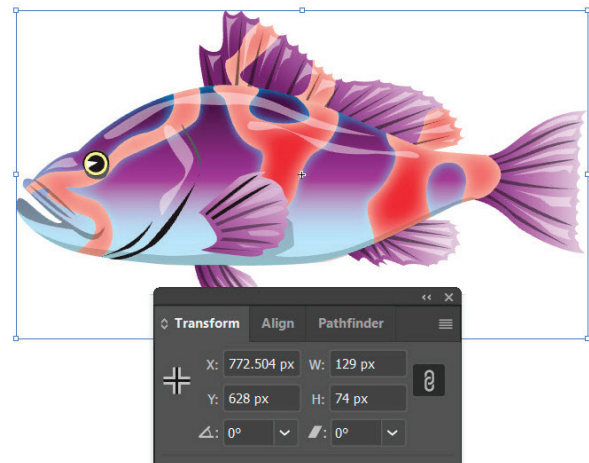 Transform Align Pathfinder
X: 772.504 px W: 129 px
Y: 628 px H: 74 px
: 0° : 0°